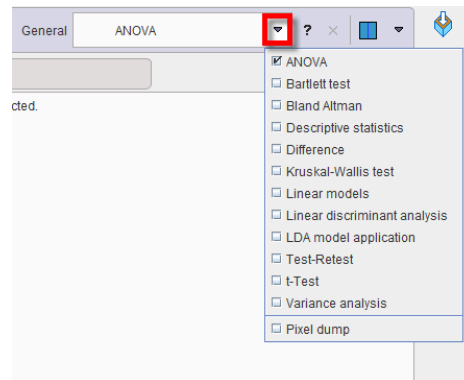 General ANOVA ?
ANOVA
cted.
Bartlett test
Bland Altman
Descriptive statistics
Difference
Kruskal-Wallis test
Linear models
Linear discriminant analysis
LDA model application
Test-Retest
t-Test
Variance analysis
Pixel dump